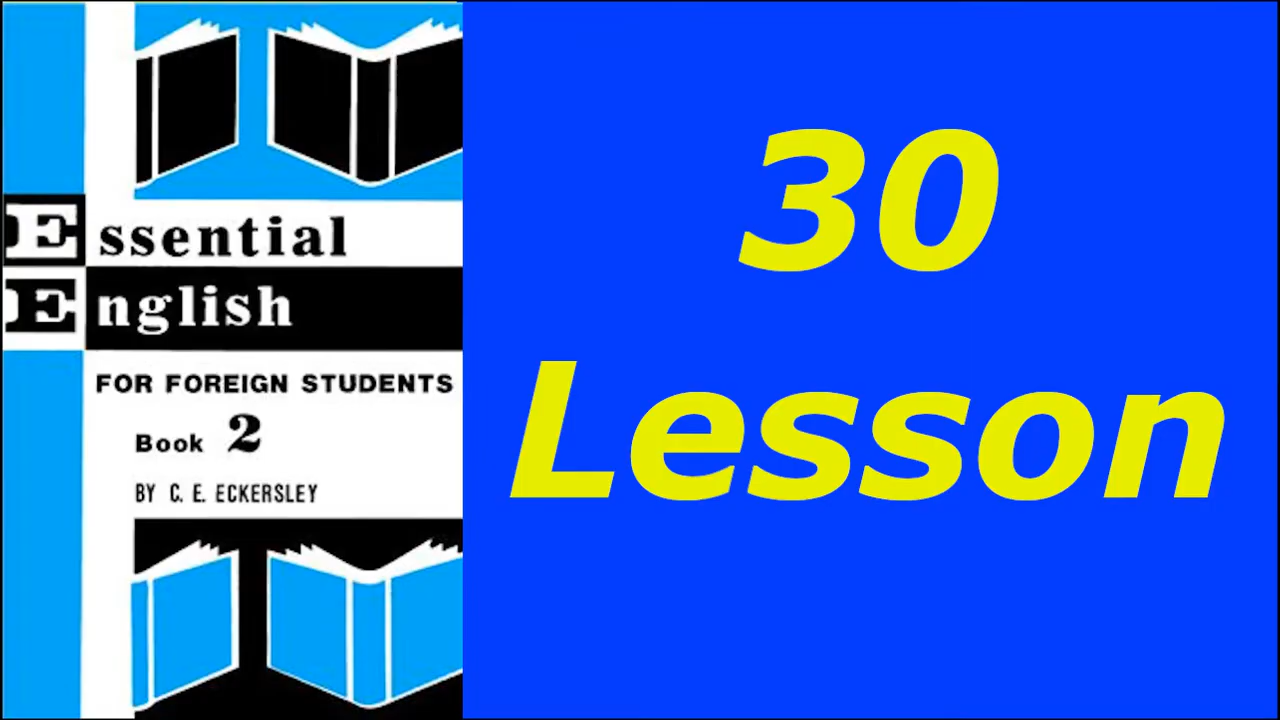 Essential
English
FOR FOREIGN STUDENTS
Book 2
BY C. E. ECKERSLEY
30
Lesson